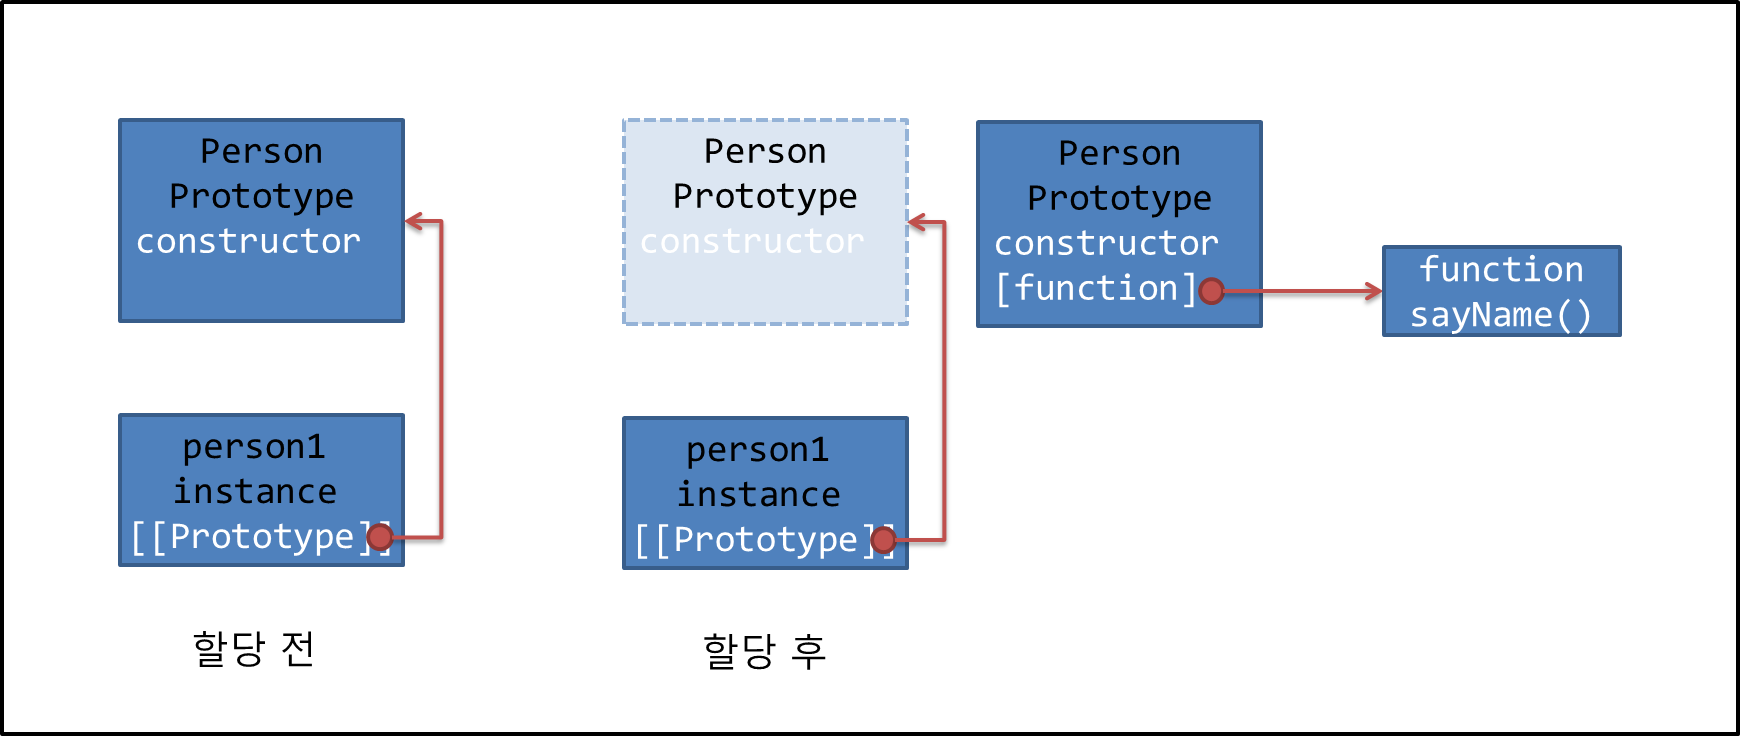 Person
Prototype
constructor
person1
instance
[[Prototype]]
할당 전
Person
Prototype
constructor
person1
instance
[[Prototype]]
할당 후
Person
Prototype
constructor
[function]
function
sayName()